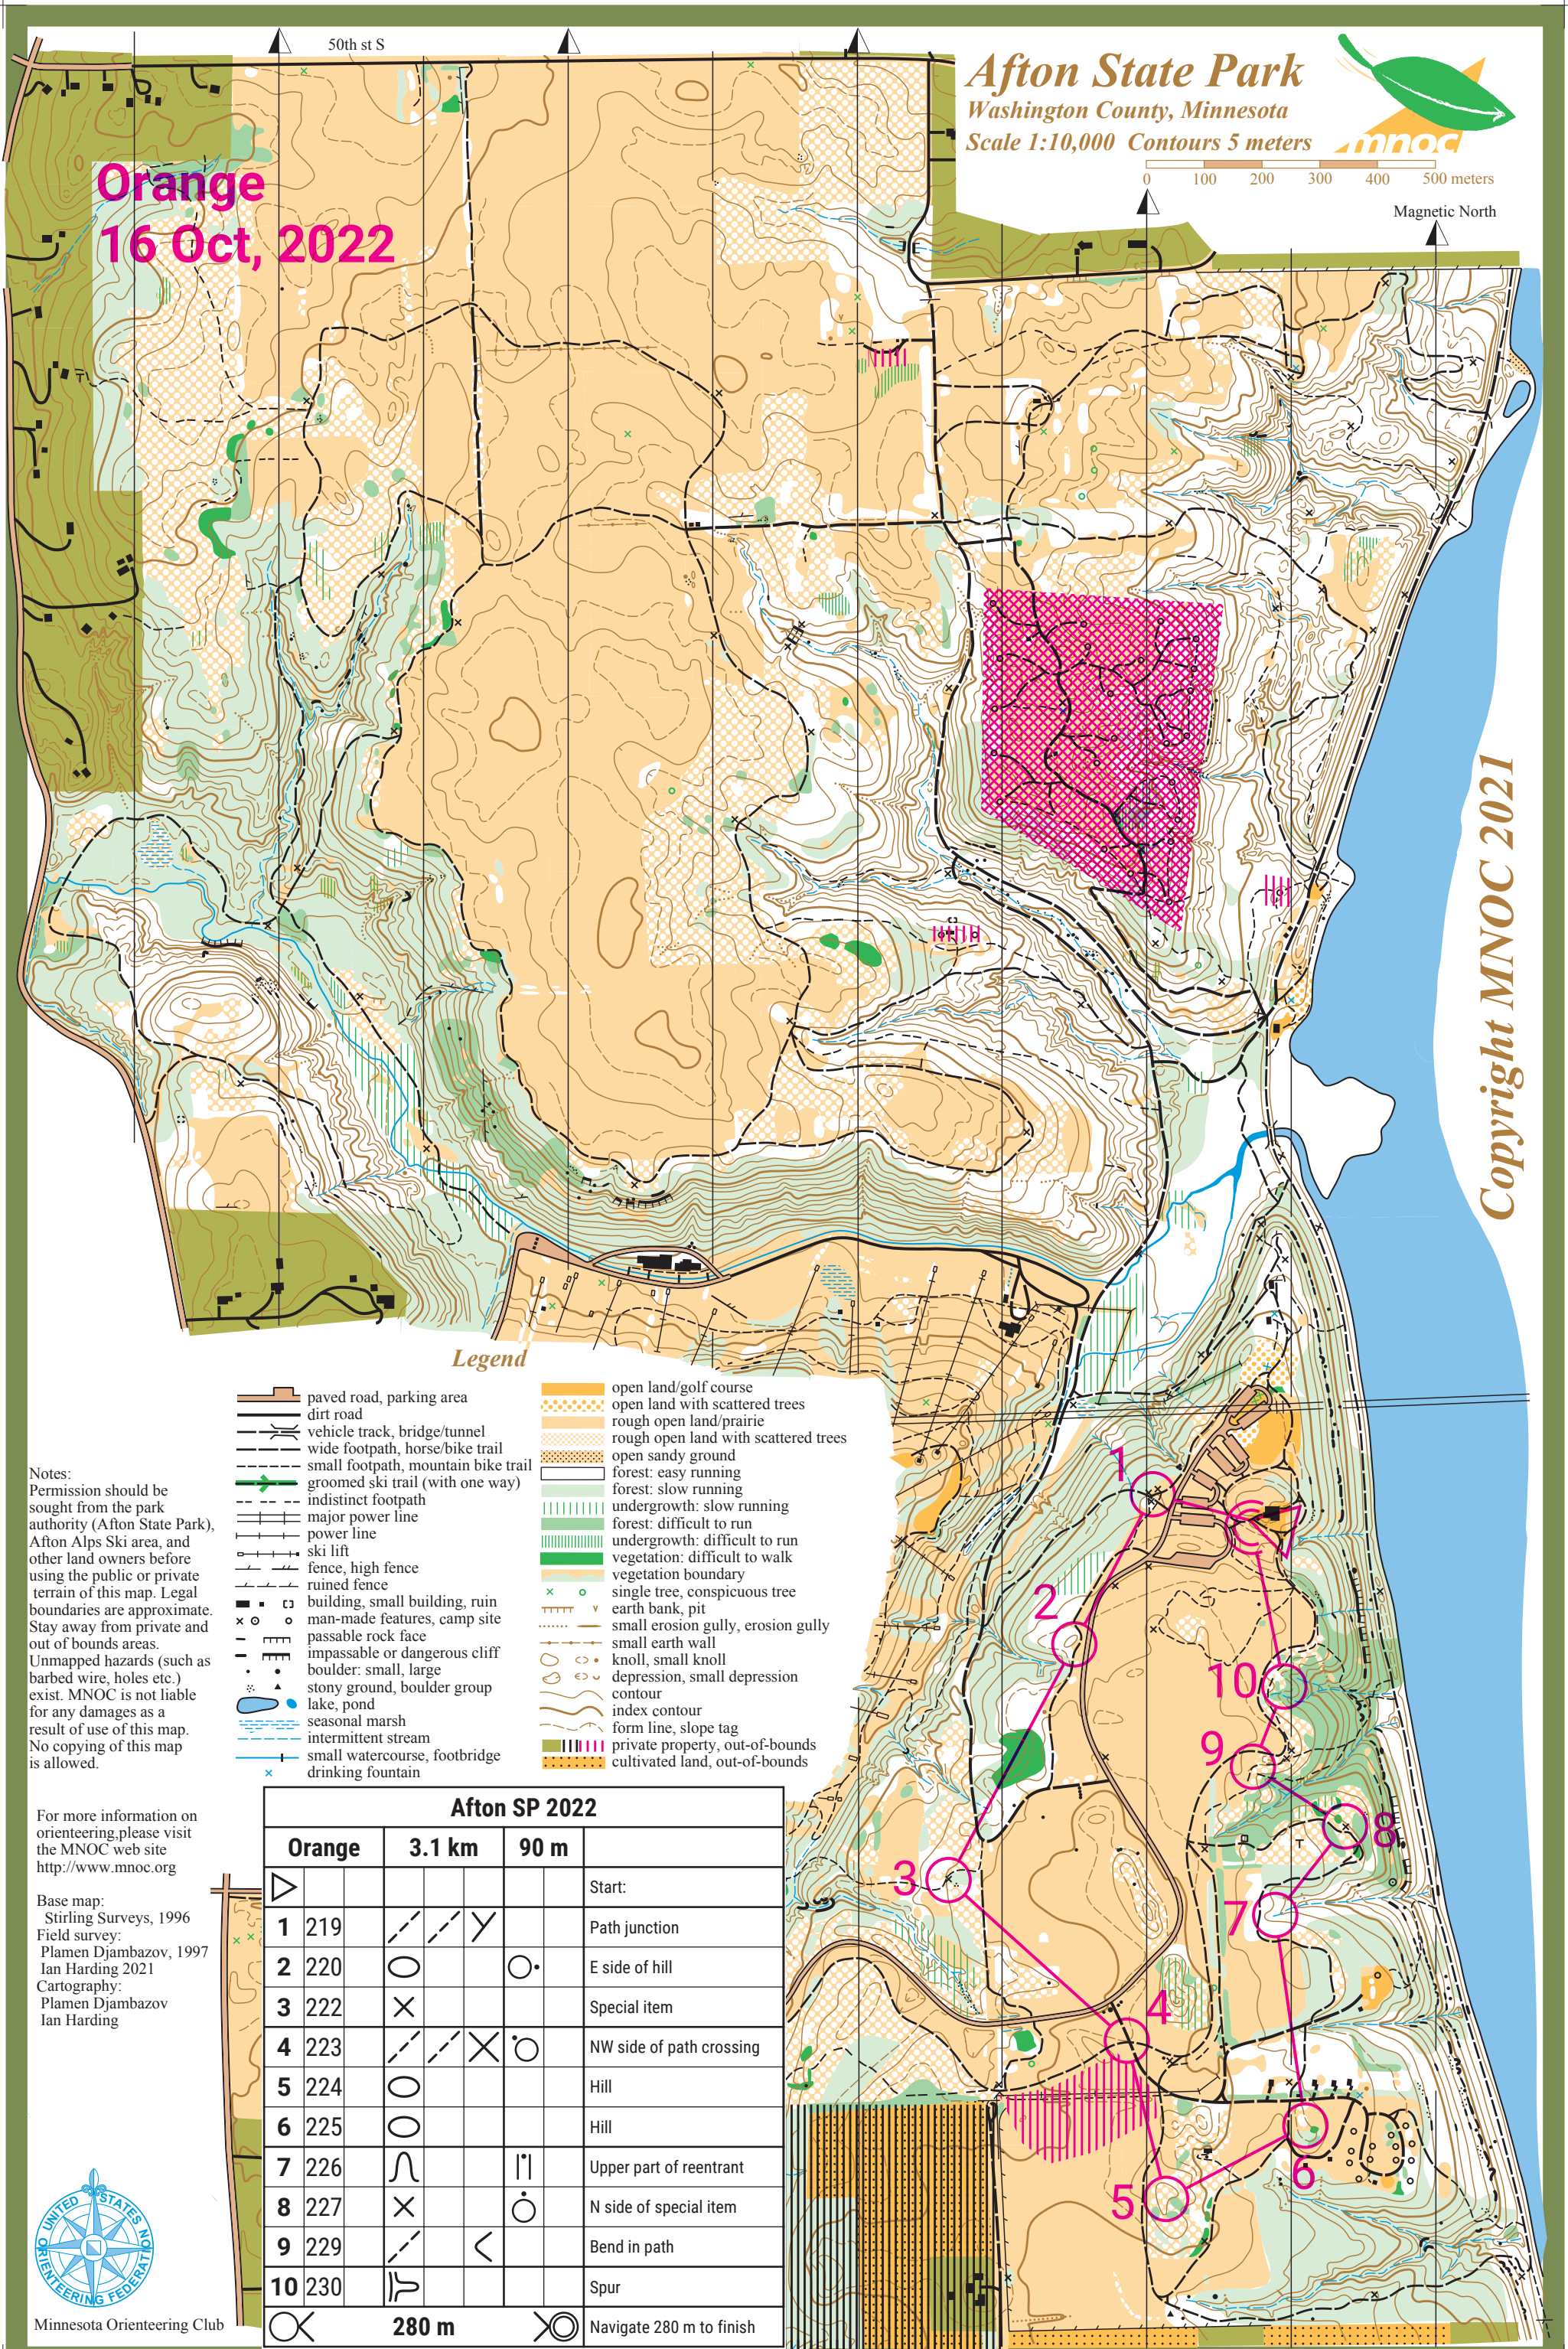 50th st S
Afton State Park
Washington County, Minnesota
Scale 1:10,000 Contours 5 meters
mnoc
0 100 200 300 400 500 meters
Magnetic North
Orange
16 Oct, 2022
Copyright MNOC 2021
1
2
3
4
5
6
7
8
9
10
Legend
paved road, parking area
dirt road
vehicle track, bridge/tunnel
wide footpath, horse/bike trail
small footpath, mountain bike trail
groomed ski trail (with one way)
indistinct footpath
major power line
power line
ski lift
fence, high fence
ruined fence
building, small building, ruin
man-made features, camp site
passable rock face
impassable or dangerous cliff
boulder: small, large
stony ground, boulder group
lake, pond
seasonal marsh
intermittent stream
small watercourse, footbridge
drinking fountain
open land/golf course
open land with scattered trees
rough open land/prairie
rough open land with scattered trees
open sandy ground
forest: easy running
forest: slow running
undergrowth: slow running
forest: difficult to run
undergrowth: difficult to run
vegetation: difficult to walk
vegetation boundary
single tree, conspicuous tree
earth bank, pit
small erosion gully, erosion gully
small earth wall
knoll, small knoll
depression, small depression
contour
index contour
form line, slope tag
private property, out-of-bounds
cultivated land, out-of-bounds
Notes:
Permission should be
sought from the park
authority (Afton State Park),
Afton Alps Ski area, and
other land owners before
using the public or private
terrain of this map. Legal
boundaries are approximate.
Stay away from private and
out of bounds areas.
Unmapped hazards (such as
barbed wire, holes etc.)
exist. MNOC is not liable
for any damages as a
result of use of this map.
No copying of this map
is allowed.
For more information on
orienteering,please visit
the MNOC web site
http://www.mnoc.org
Base map:
Stirling Surveys, 1996
Field survey:
Plamen Djambazov, 1997
Ian Harding 2021
Cartography:
Plamen Djambazov
Ian Harding
UNITED STATES
ORIENTEERING FEDERATION
Minnesota Orienteering Club
Afton SP 2022
Orange 3.1 km 90 m
Start:
1 219 Path junction
2 220 E side of hill
3 222 Special item
4 223 NW side of path crossing
5 224 Hill
6 225 Hill
7 226 Upper part of reentrant
8 227 N side of special item
9 229 Bend in path
10 230 Spur
280 m Navigate 280 m to finish